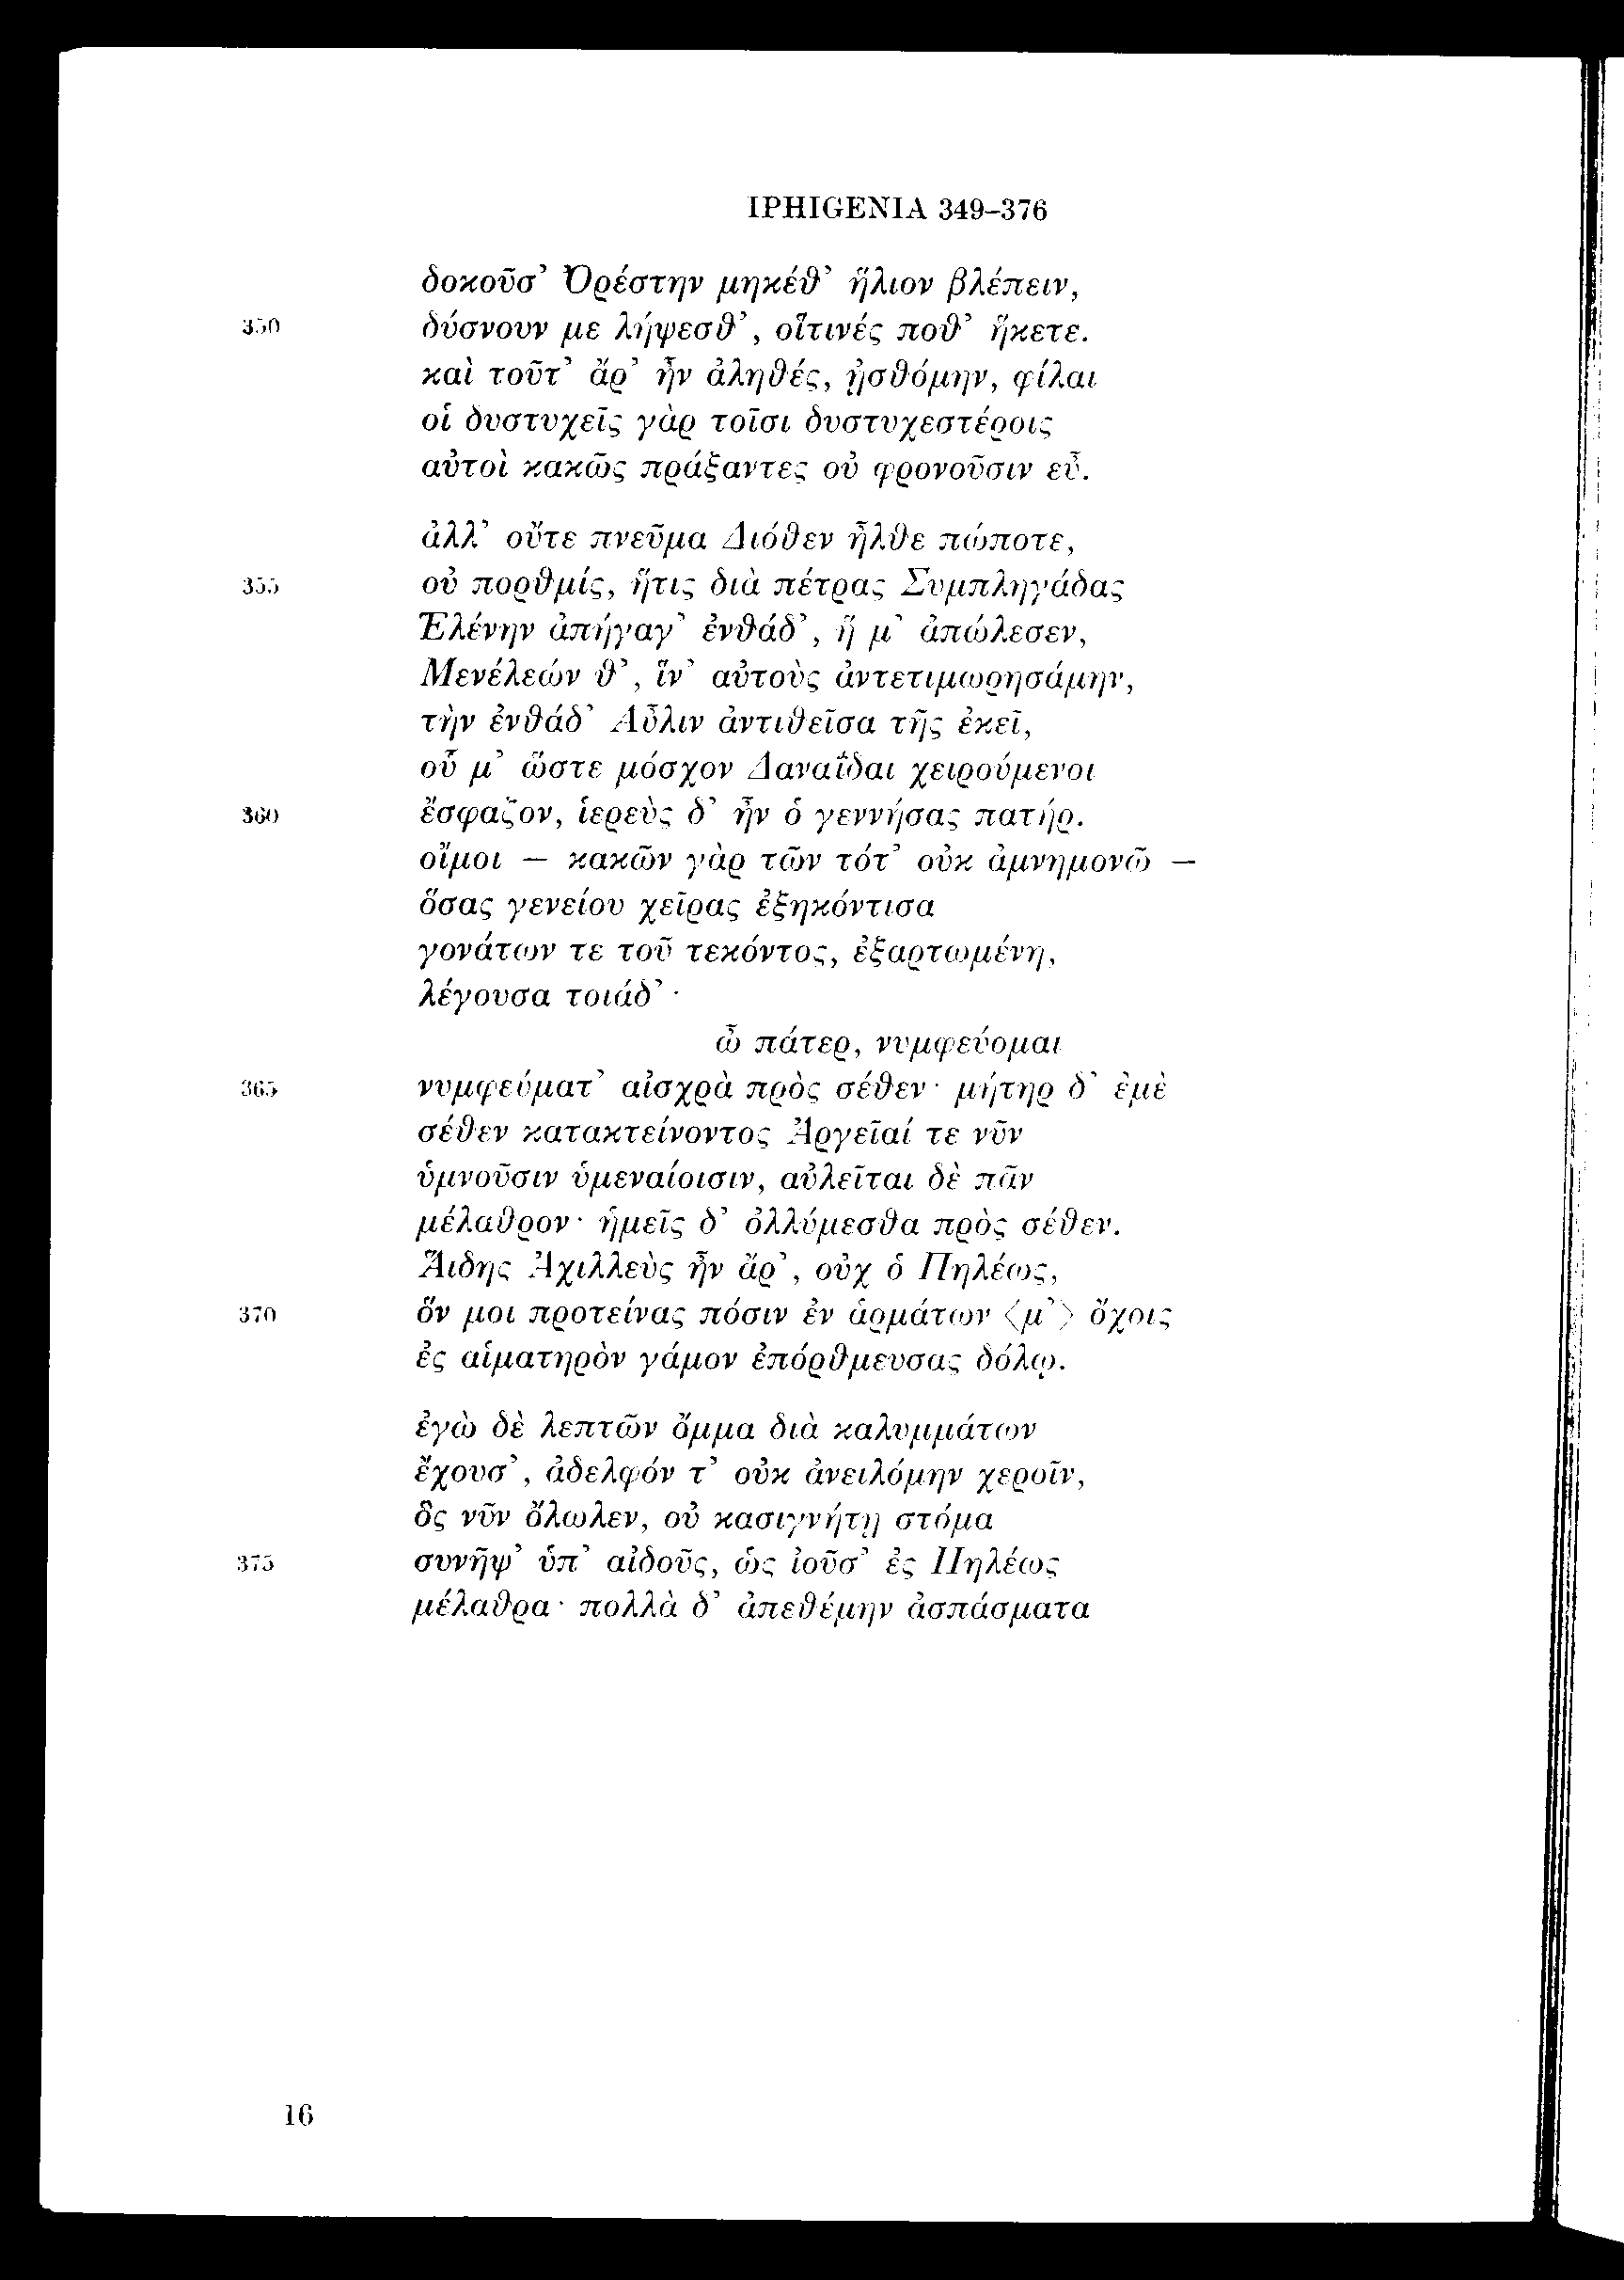 IPHIGENIA 349–376
δοκοῦσ’ Ὀρέστην μηκέθ’ ἥλιον βλέπειν,
350 δύσνουν με λήψεσθ’, οἵτινές ποθ’ ἥκετε.
καὶ τοῦτ’ ἄρ’ ἦν ἀληθές, ᾐσθόμην, φίλαι
οἱ δυστυχεῖς γὰρ τοῖσι δυστυχεστέροις
αὐτοὶ κακῶς πράξαντες οὐ φρονοῦσιν εὖ.
ἀλλ’ οὔτε πνεῦμα Διόθεν ἦλθε πώποτε,
355 οὐ πορθμίς, ἥτις διὰ πέτρας Συμπληγάδας
Ἑλένην ἀπήγαγ’ ἐνθάδ’, ἥ μ’ ἀπώλεσεν,
Μενέλεών θ’, ἵν’ αὐτοὺς ἀντετιμωρησάμην,
τὴν ἐνθάδ’ Αὖλιν ἀντιθεῖσα τῆς ἐκεῖ,
οὗ μ’ ὥστε μόσχον Δαναΐδαι χειρούμενοι
360 ἔσφαζον, ἱερεὺς δ’ ἦν ὁ γεννήσας πατήρ.
οἴμοι – κακῶν γὰρ τῶν τότ’ οὐκ ἀμνημονῶ –
ὅσας γενείου χεῖρας ἐξηκόντισα
γονάτων τε τοῦ τεκόντος, ἐξαρτωμένη,
λέγουσα τοιάδ’·
ὦ πάτερ, νυμφεύομαι
365 νυμφεύματ’ αἰσχρὰ πρὸς σέθεν· μήτηρ δ’ ἐμὲ
σέθεν κατακτείνοντος Ἀργεῖαί τε νῦν
ὑμνοῦσιν ὑμεναίοισιν, αὐλεῖται δὲ πᾶν
μέλαθρον· ἡμεῖς δ’ ὀλλύμεσθα πρὸς σέθεν.
Ἅιδης Ἀχιλλεὺς ἦν ἄρ’, οὐχ ὁ Πηλέως,
370 ὅν μοι προτείνας πόσιν ἐν ἁρμάτων ⟨μ’⟩ ὄχοις
ἐς αἱματηρὸν γάμον ἐπόρθμευσας δόλῳ.
ἐγὼ δὲ λεπτῶν ὄμμα διὰ καλυμμάτων
ἔχουσ’, ἀδελφόν τ’ οὐκ ἀνειλόμην χεροῖν,
ὃς νῦν ὄλωλεν, οὐ κασιγνήτῃ στόμα
375 συνῆψ’ ὑπ’ αἰδοῦς, ὡς ἰοῦσ’ ἐς Πηλέως
μέλαθρα· πολλὰ δ’ ἀπεθέμην ἀσπάσματα
16